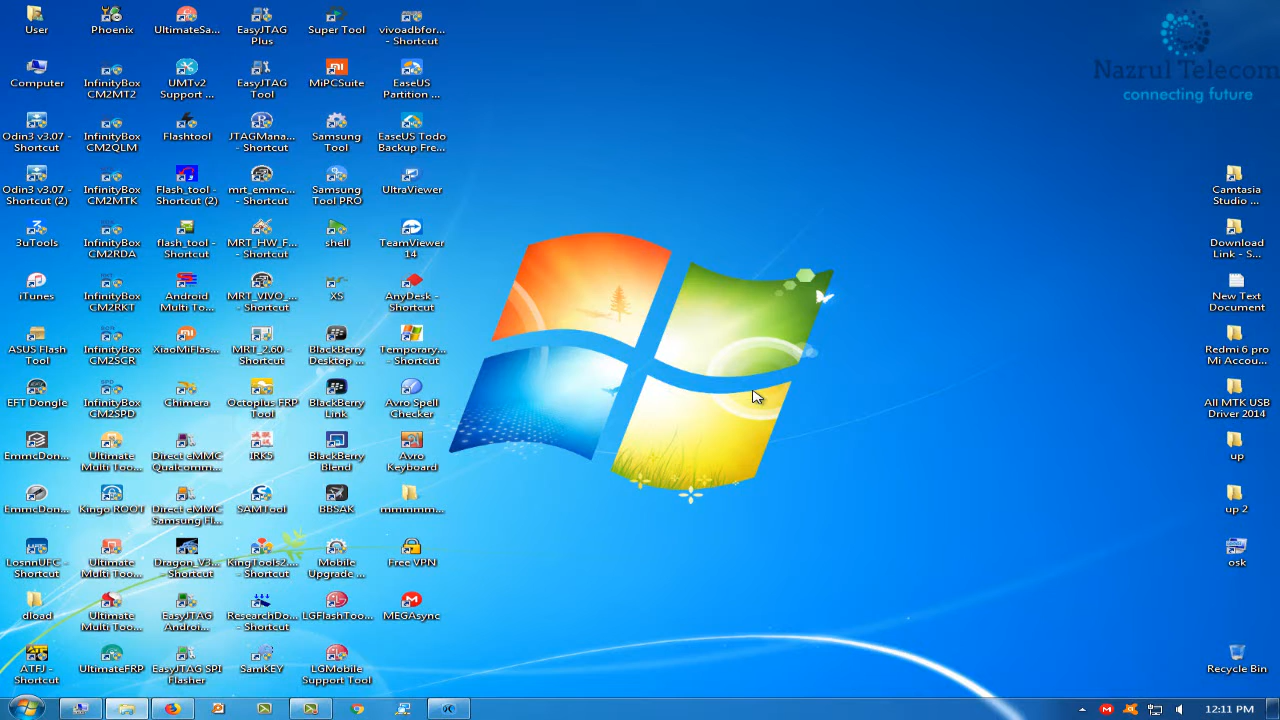 User
Phoenix
UltimateSa...
EasyJTAG
Plus
Super Tool
vivoadbfor...
- Shortcut
Nazrul Telecom
connecting future
Computer
InfinityBox
CM2MT2
UMTv2
Support ...
EasyJTAG
Tool
MiPCSuite
EaseUS
Partition ...
Odin3 v3.07 -
Shortcut
InfinityBox
CM2QLM
Flashtool
JTAGMana...
- Shortcut
Samsung
Tool
EaseUS Todo
Backup Fre...
Odin3 v3.07 -
Shortcut (2)
InfinityBox
CM2MTK
Flash_tool -
Shortcut (2)
mrt_emmc...
- Shortcut
Samsung
Tool PRO
UltraViewer
Camtasia
Studio ...
3uTools
InfinityBox
CM2RDA
flash_tool -
Shortcut
MRT_HW_F...
- Shortcut
shell
TeamViewer
14
Download
Link - S...
iTunes
InfinityBox
CM2RKT
Android
Multi To...
MRT_VIVO_...
- Shortcut
XS
AnyDesk -
Shortcut
New Text
Document
ASUS Flash
Tool
InfinityBox
CM2SCR
XiaoMiFlas...
MRT_2.60 -
Shortcut
BlackBerry
Desktop ...
Temporary...
- Shortcut
Redmi 6 pro
Mi Accou...
EFT Dongle
InfinityBox
CM2SPD
Chimera
Octoplus FRP
Tool
BlackBerry
Link
Avro Spell
Checker
All MTK USB
Driver 2014
EmmcDon...
Ultimate
Multi Too...
Direct eMMC
Qualcomm...
IRK5
BlackBerry
Blend
Avro
Keyboard
up
EmmcDon...
Kingo ROOT
Direct eMMC
Samsung Fl...
SAMTool
BBSAK
mmmmm...
up 2
LosnnUFC -
Shortcut
Ultimate
Multi Too...
Dragon_V3...
- Shortcut
KingTools2....
- Shortcut
Mobile
Upgrade ...
Free VPN
osk
dload
Ultimate
Multi Too...
EasyJTAG
Androi...
ResearchDo...
- Shortcut
LGFlashToo...
MEGAsync
ATFJ -
Shortcut
UltimateFRP
EasyJTAG SPI
Flasher
SamKEY
LGMobile
Support Tool
Recycle Bin
12:11 PM